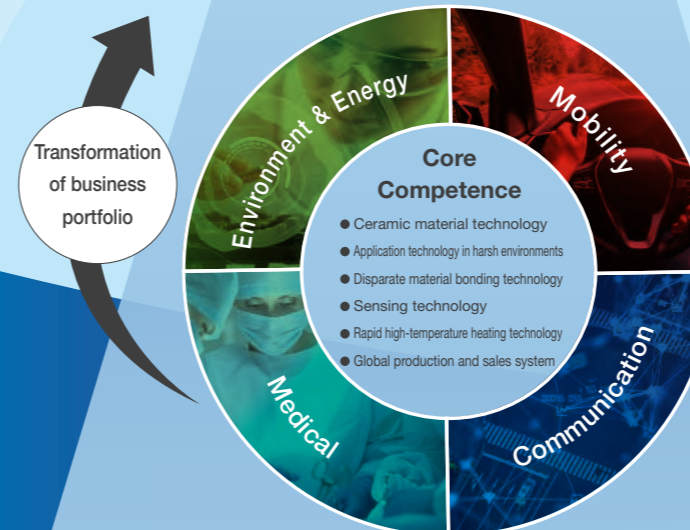 Transformation
of business
portfolio
Environment & Energy
Mobility
Core
Competence
● Ceramic material technology
● Application technology in harsh environments
● Disparate material bonding technology
● Sensing technology
● Rapid high-temperature heating technology
● Global production and sales system
Medical
Communication